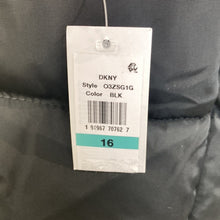 DKNY
Style O3ZSG1G
Color BLK
1 91967 70762 7
16